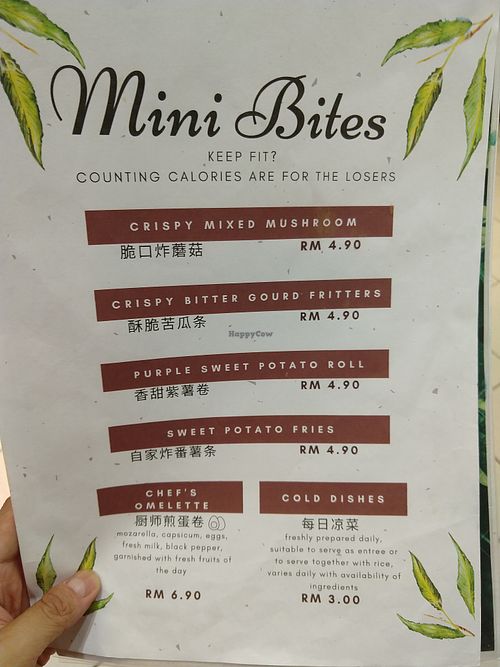 Mini Bites
KEEP FIT?
COUNTING CALORIES ARE FOR THE LOSERS
CRISPY MIXED MUSHROOM
脆口炸蘑菇 RM 4.90
CRISPY BITTER GOURD FRITTERS
酥脆苦瓜条 RM 4.90
HappyCow
PURPLE SWEET POTATO ROLL
香甜紫薯卷 RM 4.90
SWEET POTATO FRIES
自家炸番薯条 RM 4.90
CHEF'S
OMELETTE
厨师煎蛋卷
mozarella, capsicum, eggs,
fresh milk, black pepper,
garnished with fresh fruits of
the day
RM 6.90
COLD DISHES
每日凉菜
freshly prepared daily,
suitable to serve as entree or
to serve together with rice,
varies daily with availability of
ingredients
RM 3.00